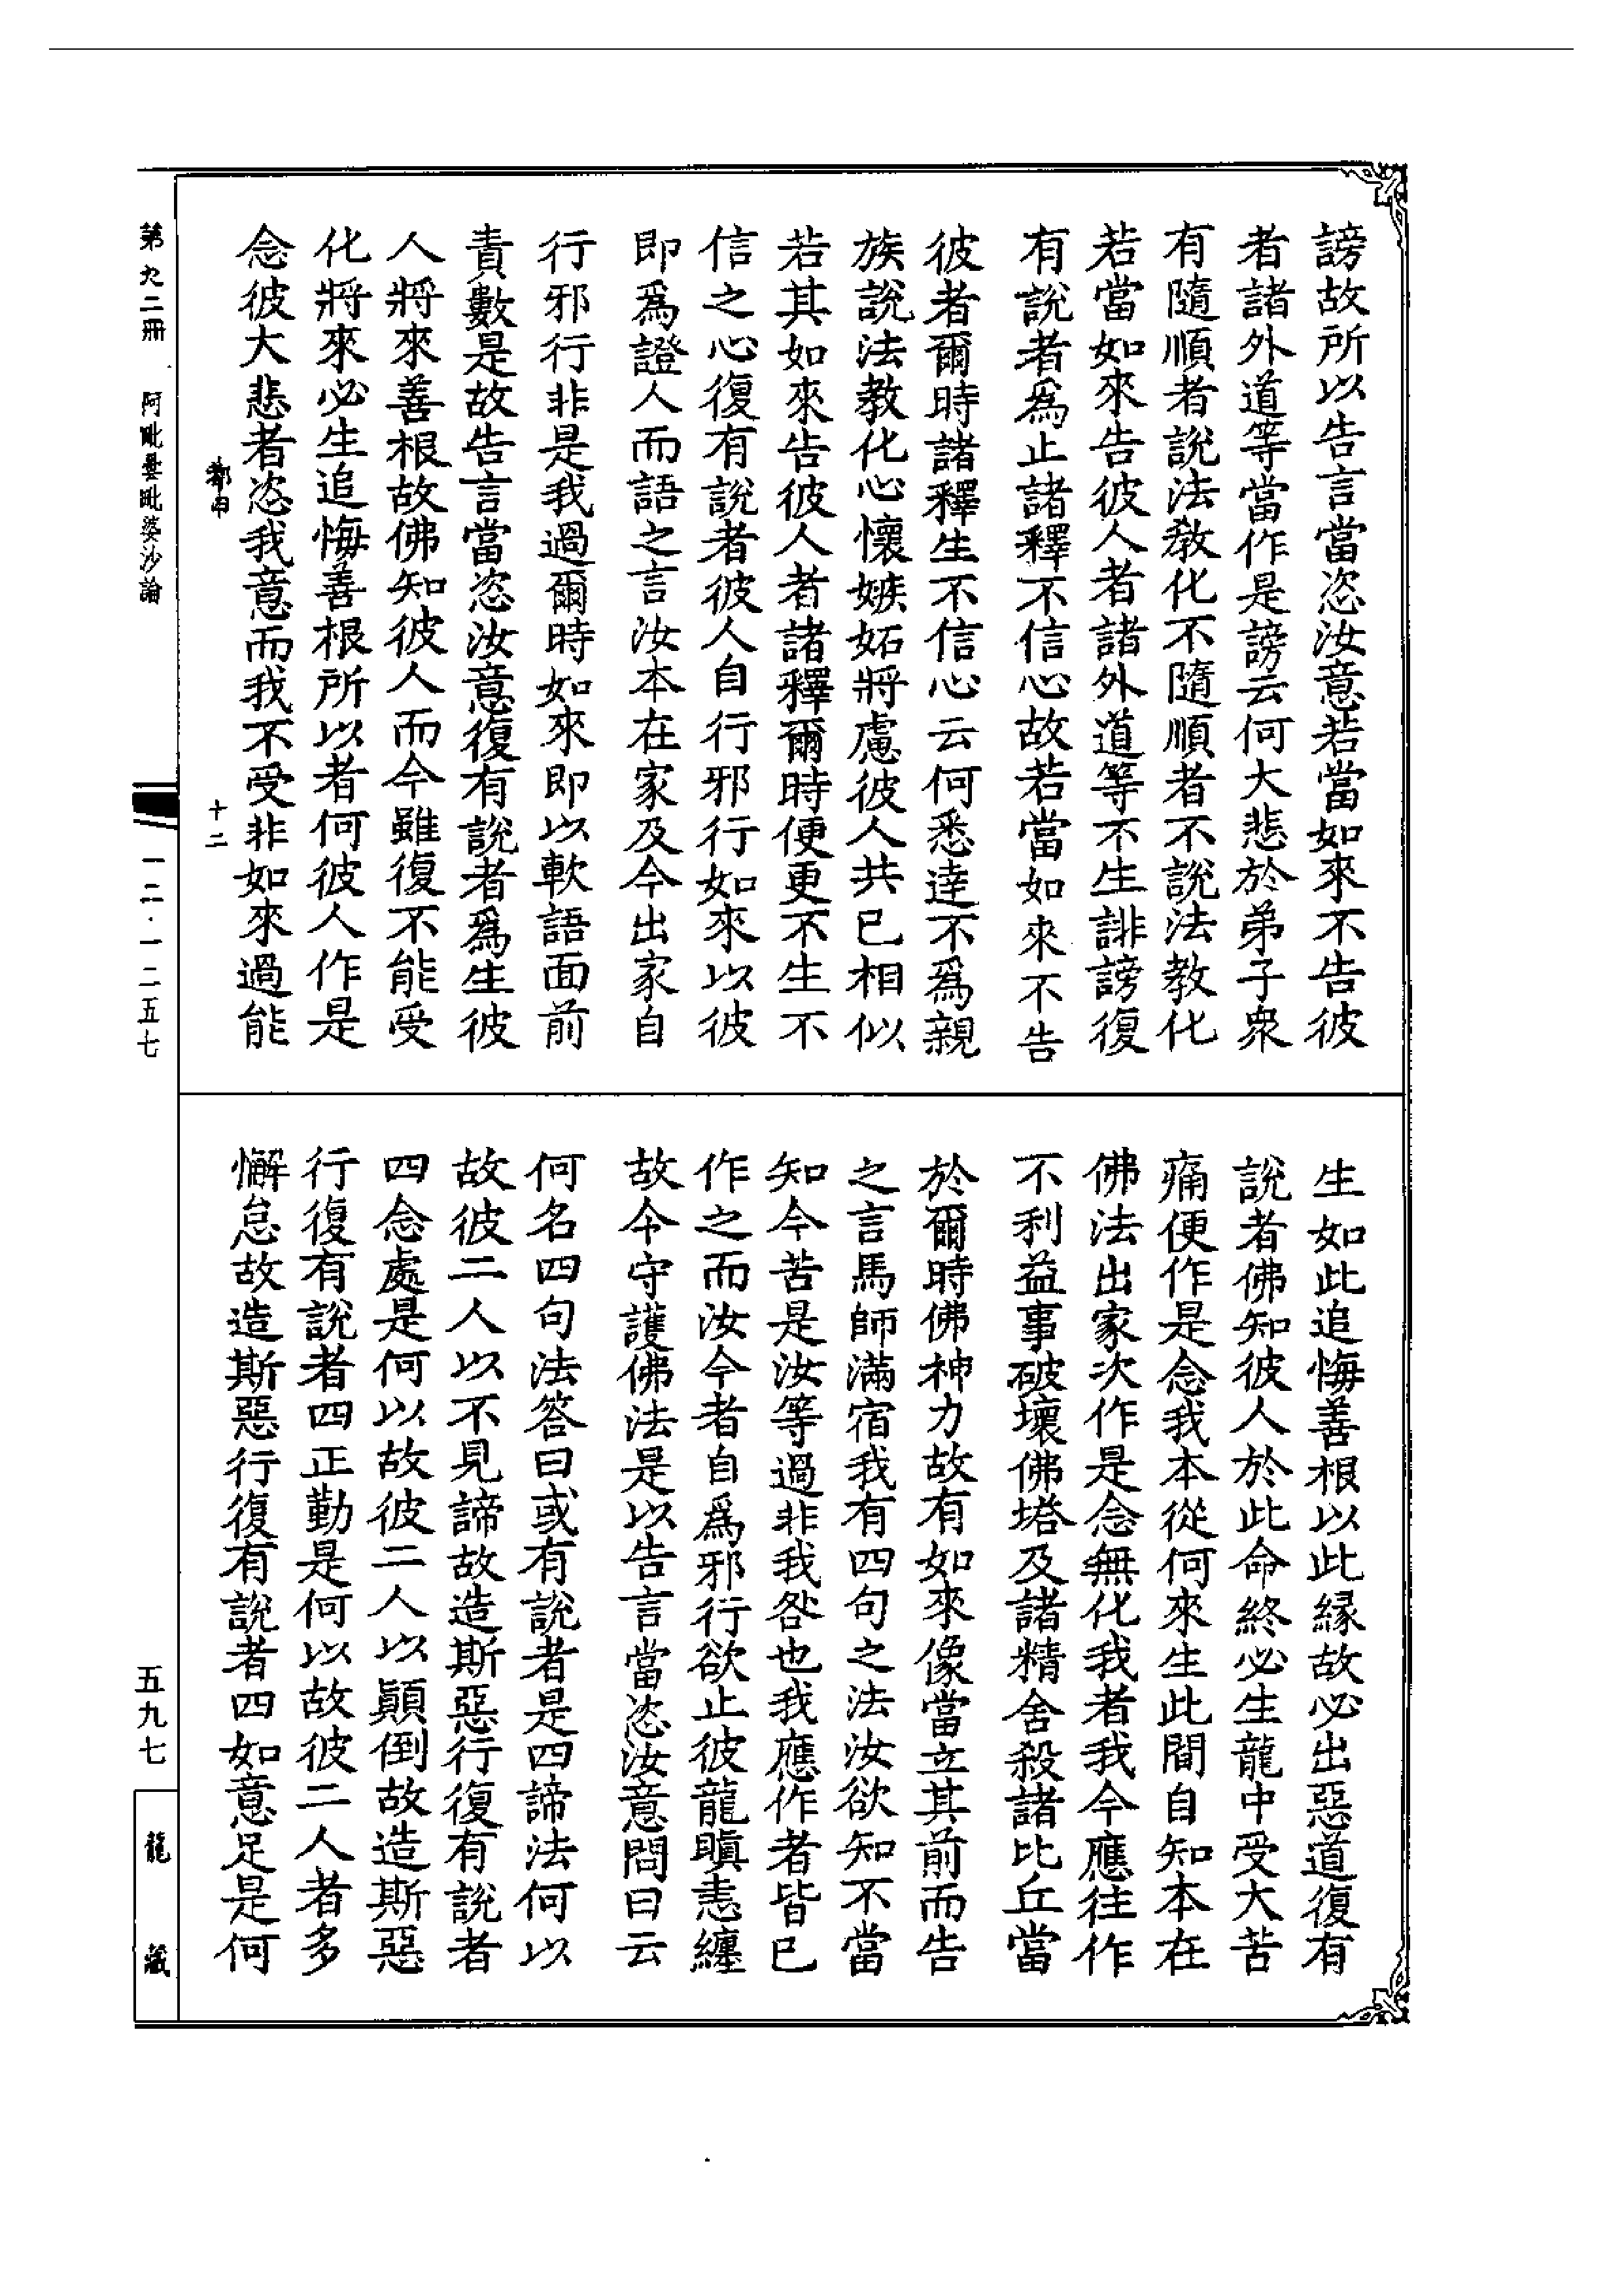 謗故所以告言當恣汝意若當如來不告彼
者諸外道等當作是謗云何大悲於弟子衆
有隨順者說法教化不隨順者不說法教化
若當如來告彼人者諸外道等不生誹謗復
有說者爲止諸釋不信心故若當如來不告
彼者爾時諸釋生不信心云何悉達不爲親
族說法教化心懷嫉妬將慮彼人共已相似
若其如來告彼人者諸釋爾時便更不生不
信之心復有說者彼人自行邪行如來以彼
即爲證人而語之言汝本在家及今出家自
行邪行非是我過爾時如來即以軟語面前
責數是故告言當恣汝意復有說者爲生彼
人將來善根故佛知彼人而今雖復不能受
化將來必生追悔善根所以者何彼人作是
念彼大悲者恣我意而我不受非如來過能
十二
生如此追悔善根以此緣故必出惡道復有
說者佛知彼人於此命終必生龍中受大苦
痛便作是念我本從何來生此間自知本在
佛法出家次作是念無化我者我今應往作
不利益事破壞佛塔及諸精舍殺諸比丘當
於爾時佛神力故有如來像當立其前而告
之言馬師滿宿我有四句之法汝欲知不當
知今苦是汝等過非我咎也我應作者皆已
作之而汝今者自爲邪行欲止彼龍瞋恚纏
故今守護佛法是以告言當恣汝意問曰云
何名四句法答曰或有說者是四諦法何以
故彼二人以不見諦故造斯惡行復有說者
四念處是何以故彼二人以顚倒故造斯惡
行復有說者四正勤是何以故彼二人者多
懈怠故造斯惡行復有說者四如意足是何
第九二冊
阿毗曇毗婆沙論
一二·一二五七
五九七
龍藏